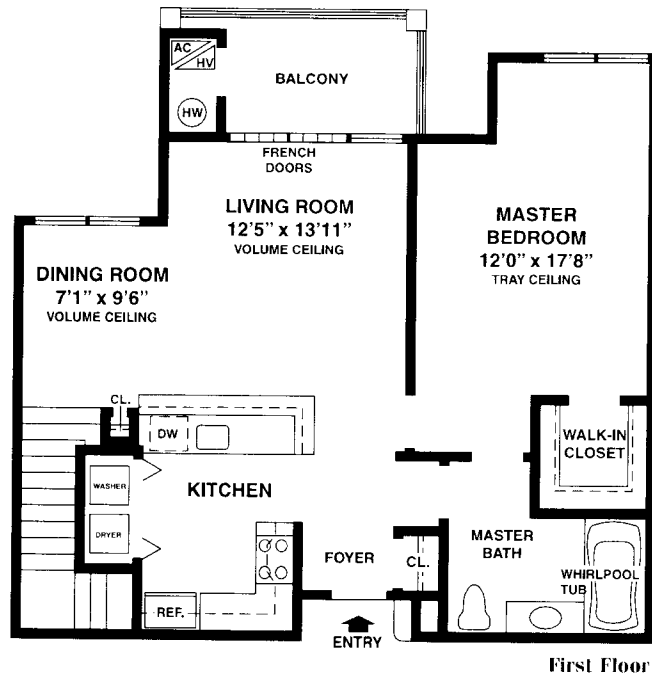 AC
HV
HW
BALCONY
FRENCH
DOORS
LIVING ROOM
12'5" x 13'11"
VOLUME CEILING
MASTER
BEDROOM
12'0" x 17'8"
TRAY CEILING
DINING ROOM
7'1" x 9'6"
VOLUME CEILING
CL.
DW
WALK-IN
CLOSET
WASHER
KITCHEN
DRYER
MASTER
BATH
FOYER
CL.
WHIRLPOOL
TUB
REF.
ENTRY
First Floor